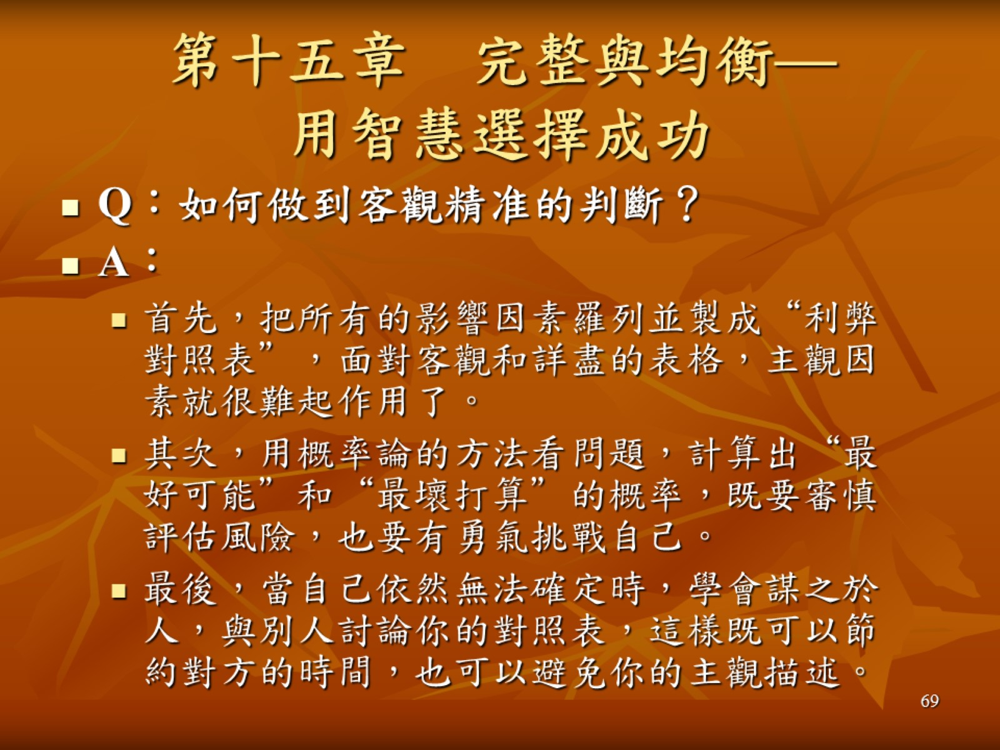 第十五章　完整與均衡—
用智慧選擇成功
Q：如何做到客觀精准的判斷？
A：
首先，把所有的影響因素羅列並製成“利弊
對照表”，面對客觀和詳盡的表格，主觀因
素就很難起作用了。
其次，用概率論的方法看問題，計算出“最
好可能”和“最壞打算”的概率，既要審慎
評估風險，也要有勇氣挑戰自己。
最後，當自己依然無法確定時，學會謀之於
人，與別人討論你的對照表，這樣既可以節
約對方的時間，也可以避免你的主觀描述。
69